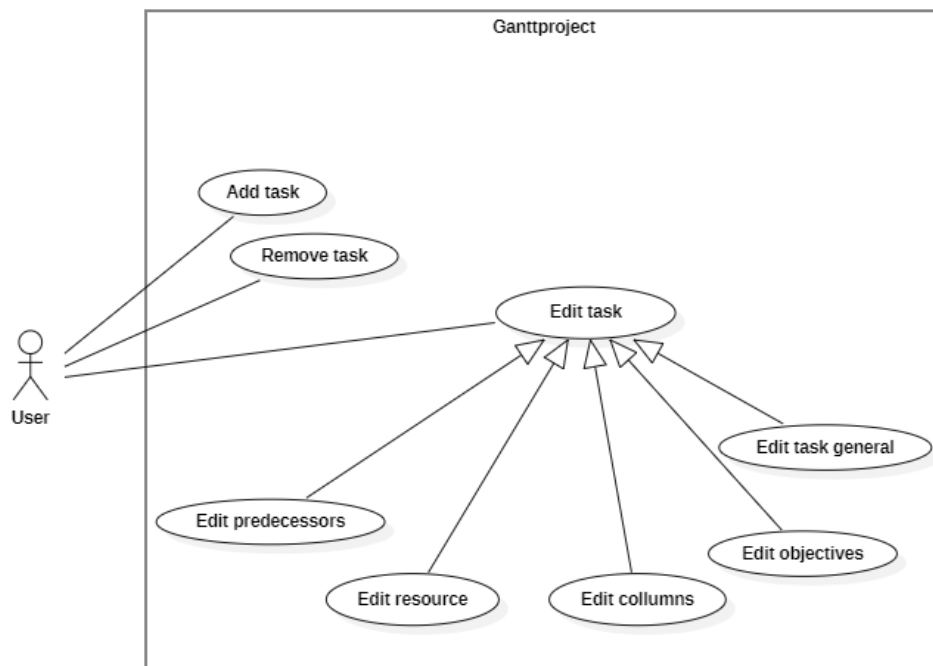 Ganttproject
Add task
Remove task
Edit task
User
Edit task general
Edit predecessors
Edit objectives
Edit resource
Edit collumns